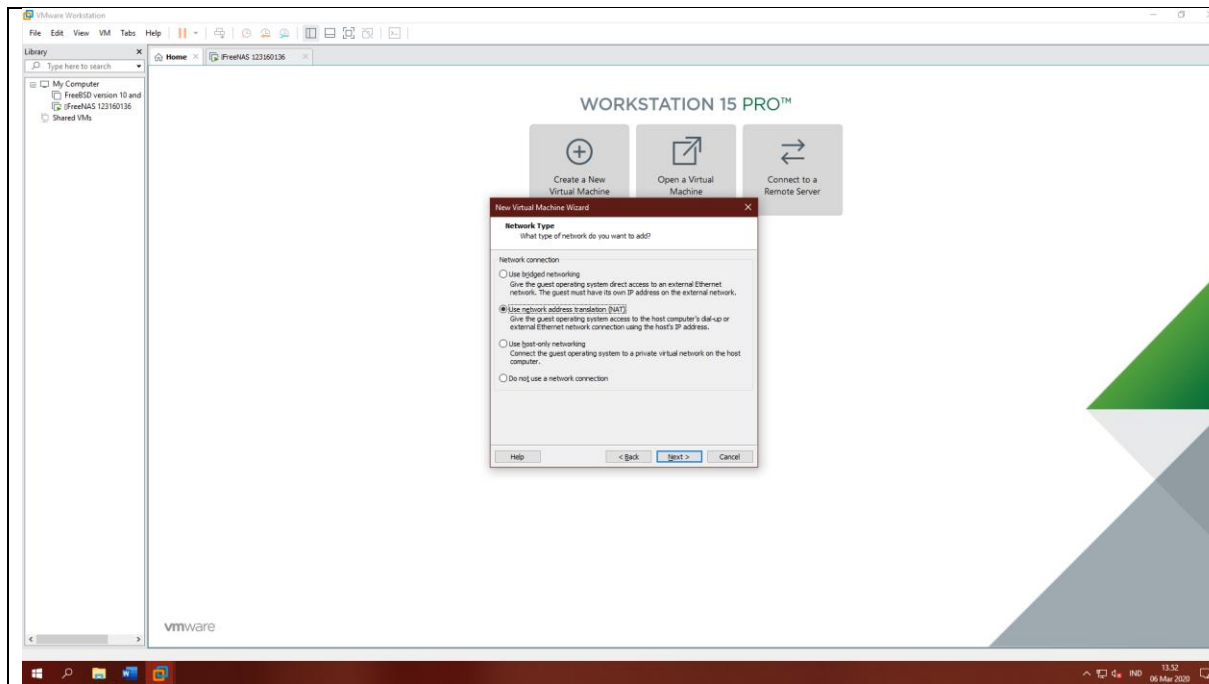 VMware Workstation
File Edit View VM Tabs Help
Library
Type here to search
My Computer
FreeBSD version 10 and
FreeNAS 123160136
Shared VMs
Home
FreeNAS 123160136
WORKSTATION 15 PRO™
Create a New
Virtual Machine
Open a Virtual
Machine
Connect to a
Remote Server
New Virtual Machine Wizard
Network Type
What type of network do you want to add?
Network connection
Use bridged networking
Give the guest operating system direct access to an external Ethernet
network. The guest must have its own IP address on the external network.
Use network address translation (NAT)
Give the guest operating system access to the host computer's dial-up or
external Ethernet network connection using the host's IP address.
Use host-only networking
Connect the guest operating system to a private virtual network on the host
computer.
Do not use a network connection
Help
< Back
Next >
Cancel
vmware
IND
13.52
06 Mar 2020